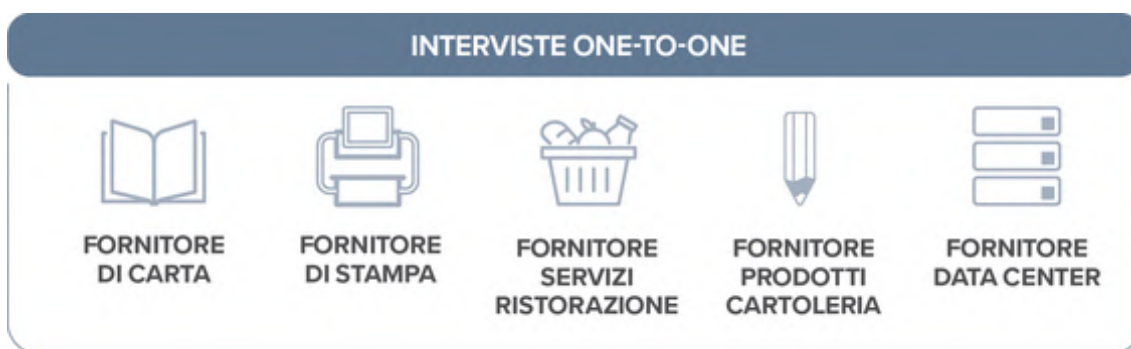 INTERVISTE ONE-TO-ONE
FORNITORE
DI CARTA
FORNITORE
DI STAMPA
FORNITORE
SERVIZI
RISTORAZIONE
FORNITORE
PRODOTTI
CARTOLERIA
FORNITORE
DATA CENTER